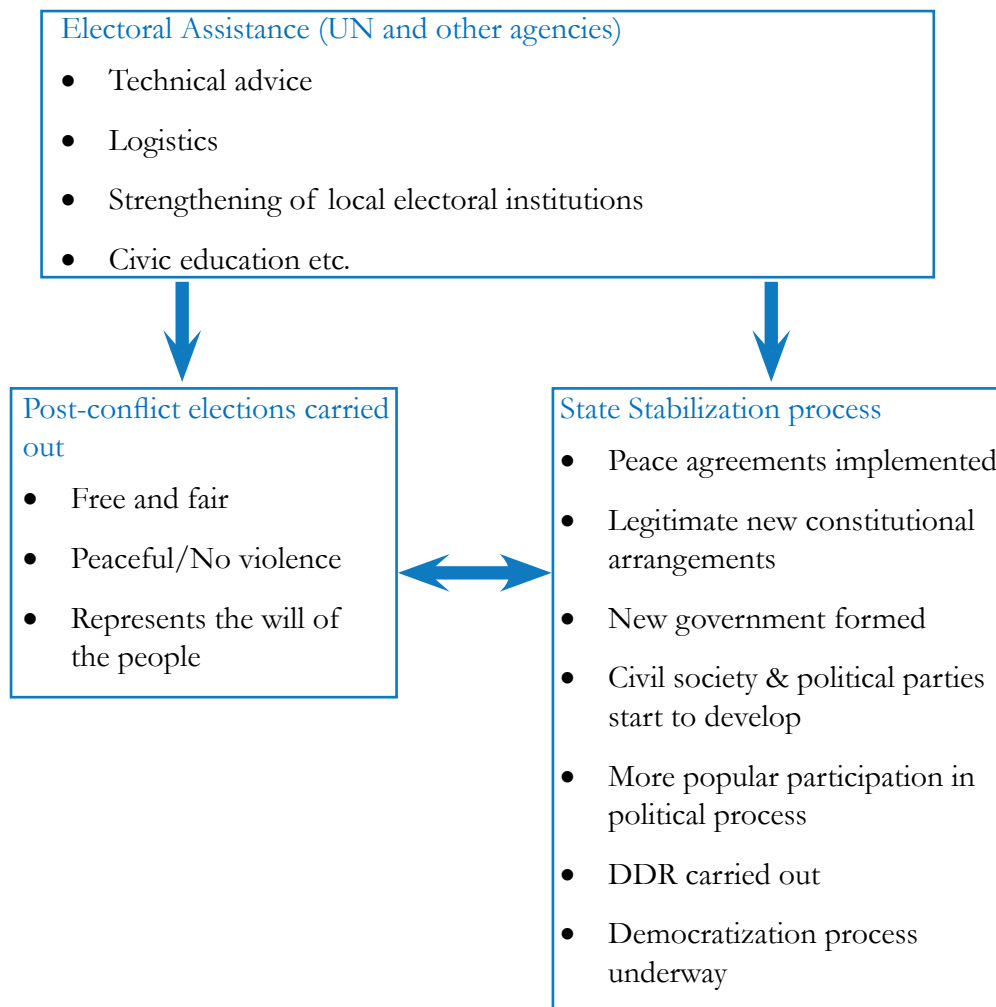 Electoral Assistance (UN and other agencies)
• Technical advice
• Logistics
• Strengthening of local electoral institutions
• Civic education etc.
Post-conflict elections carried
out
• Free and fair
• Peaceful/No violence
• Represents the will of
the people
State Stabilization process
• Peace agreements implemented
• Legitimate new constitutional
arrangements
• New government formed
• Civil society & political parties
start to develop
• More popular participation in
political process
• DDR carried out
• Democratization process
underway